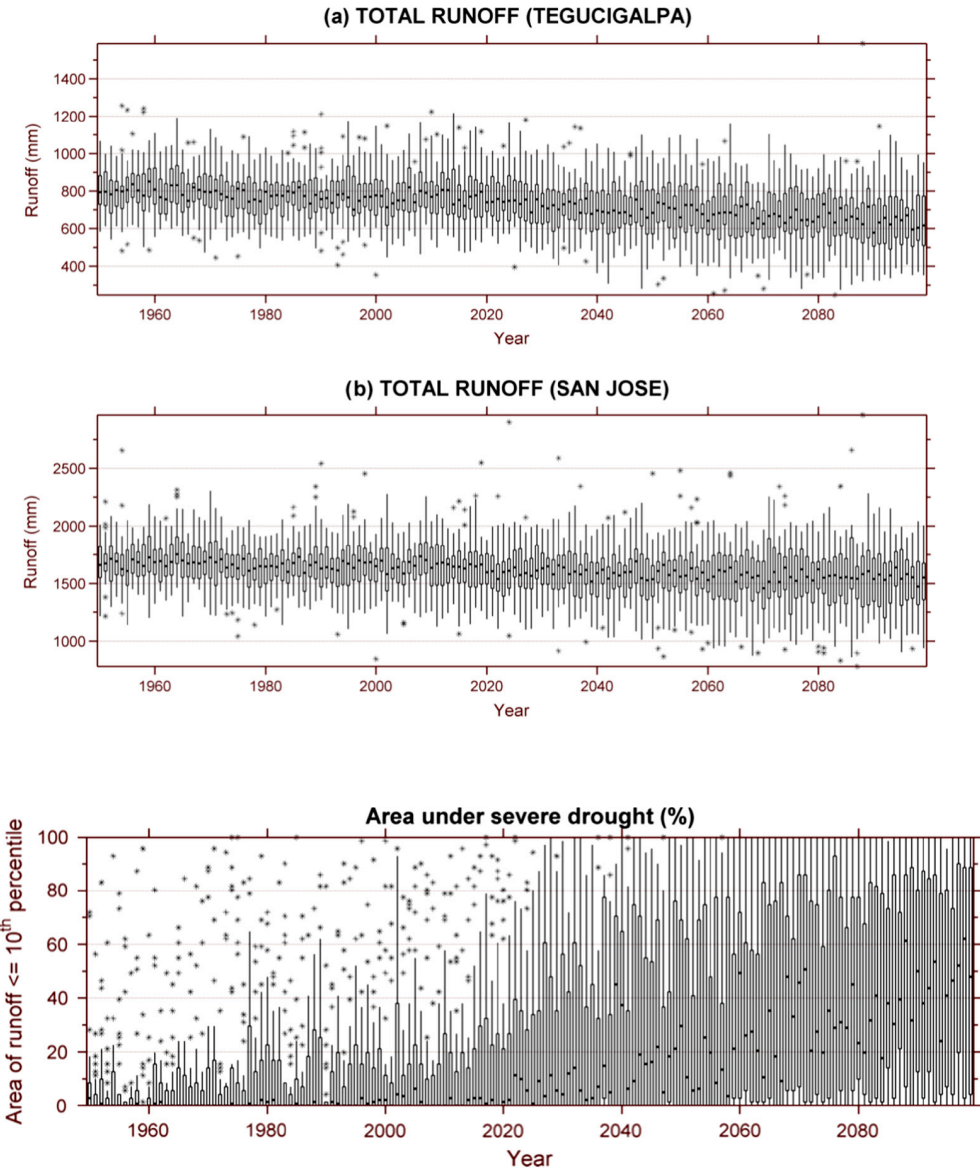 (a) TOTAL RUNOFF (TEGUCIGALPA)
Runoff (mm)
1400
1200
1000
800
600
400
1960 1980 2000 2020 2040 2060 2080
Year
(b) TOTAL RUNOFF (SAN JOSE)
Runoff (mm)
2500
2000
1500
1000
1960 1980 2000 2020 2040 2060 2080
Year
Area under severe drought (%)
Area of runoff <= 10th percentile
100
80
60
40
20
0
1960 1980 2000 2020 2040 2060 2080
Year